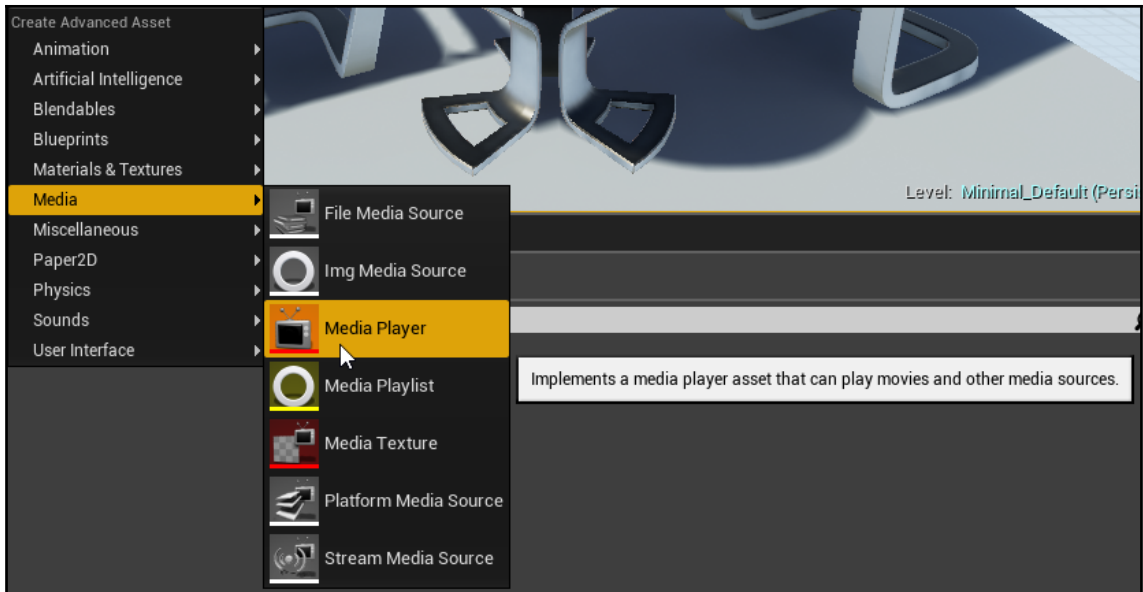 Create Advanced Asset
Animation
Artificial Intelligence
Blendables
Blueprints
Materials & Textures
Media
Miscellaneous
Paper2D
Physics
Sounds
User Interface
File Media Source
Img Media Source
Media Player
Media Playlist
Media Texture
Platform Media Source
Stream Media Source
Level: Minimal_Default (Persi
Implements a media player asset that can play movies and other media sources.